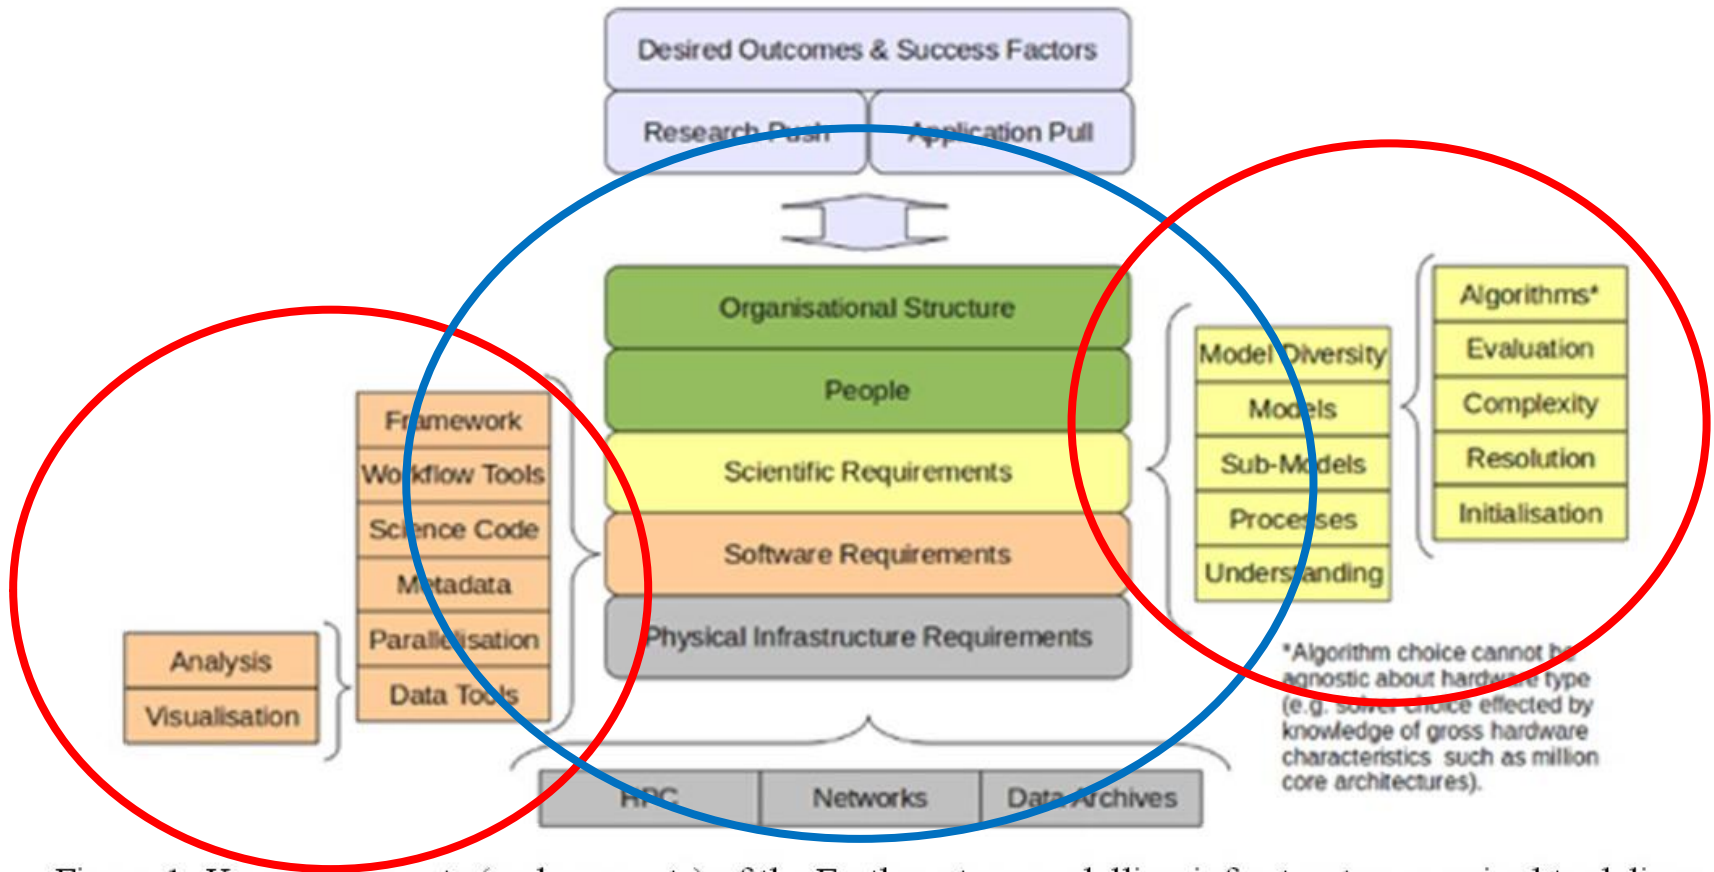 Desired Outcomes & Success Factors
Research Push
Application Pull
Organisational Structure
People
Scientific Requirements
Software Requirements
Physical Infrastructure Requirements
Framework
Workflow Tools
Science Code
Metadata
Parallelisation
Data Tools
Analysis
Visualisation
Model Diversity
Models
Sub-Models
Processes
Understanding
Algorithms*
Evaluation
Complexity
Resolution
Initialisation
*Algorithm choice cannot be
agnostic about hardware type
(e.g. solver choice effected by
knowledge of gross hardware
characteristics such as million
core architectures).
HPC
Networks
Data Archives